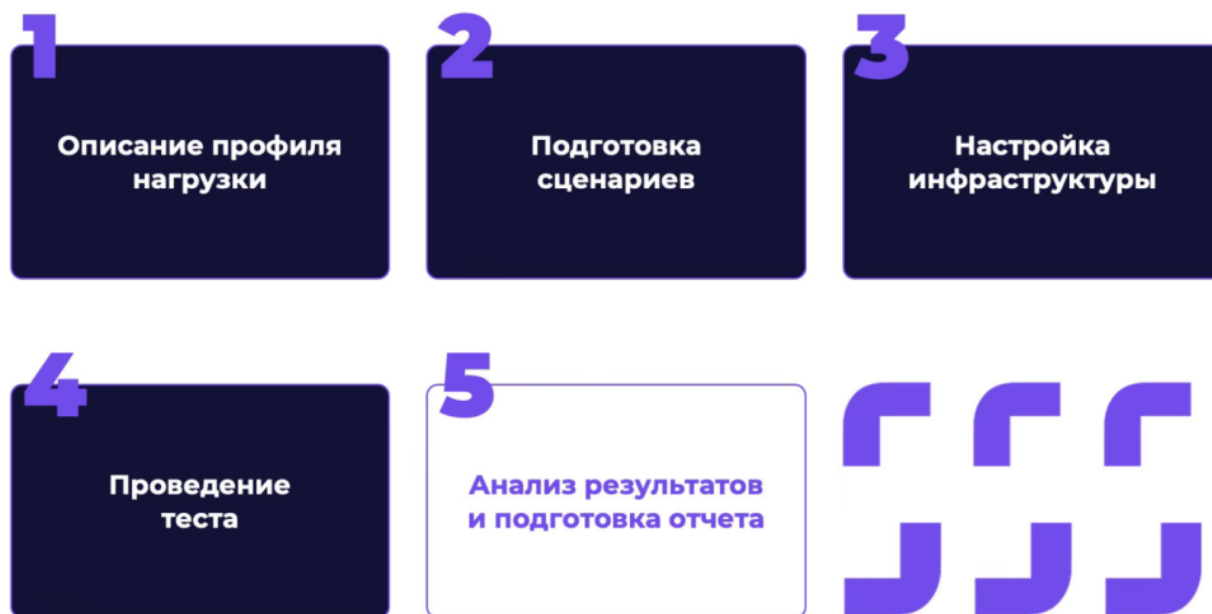 1
Описание профиля
нагрузки
2
Подготовка
сценариев
3
Настройка
инфраструктуры
4
Проведение
теста
5
Анализ результатов
и подготовка отчета